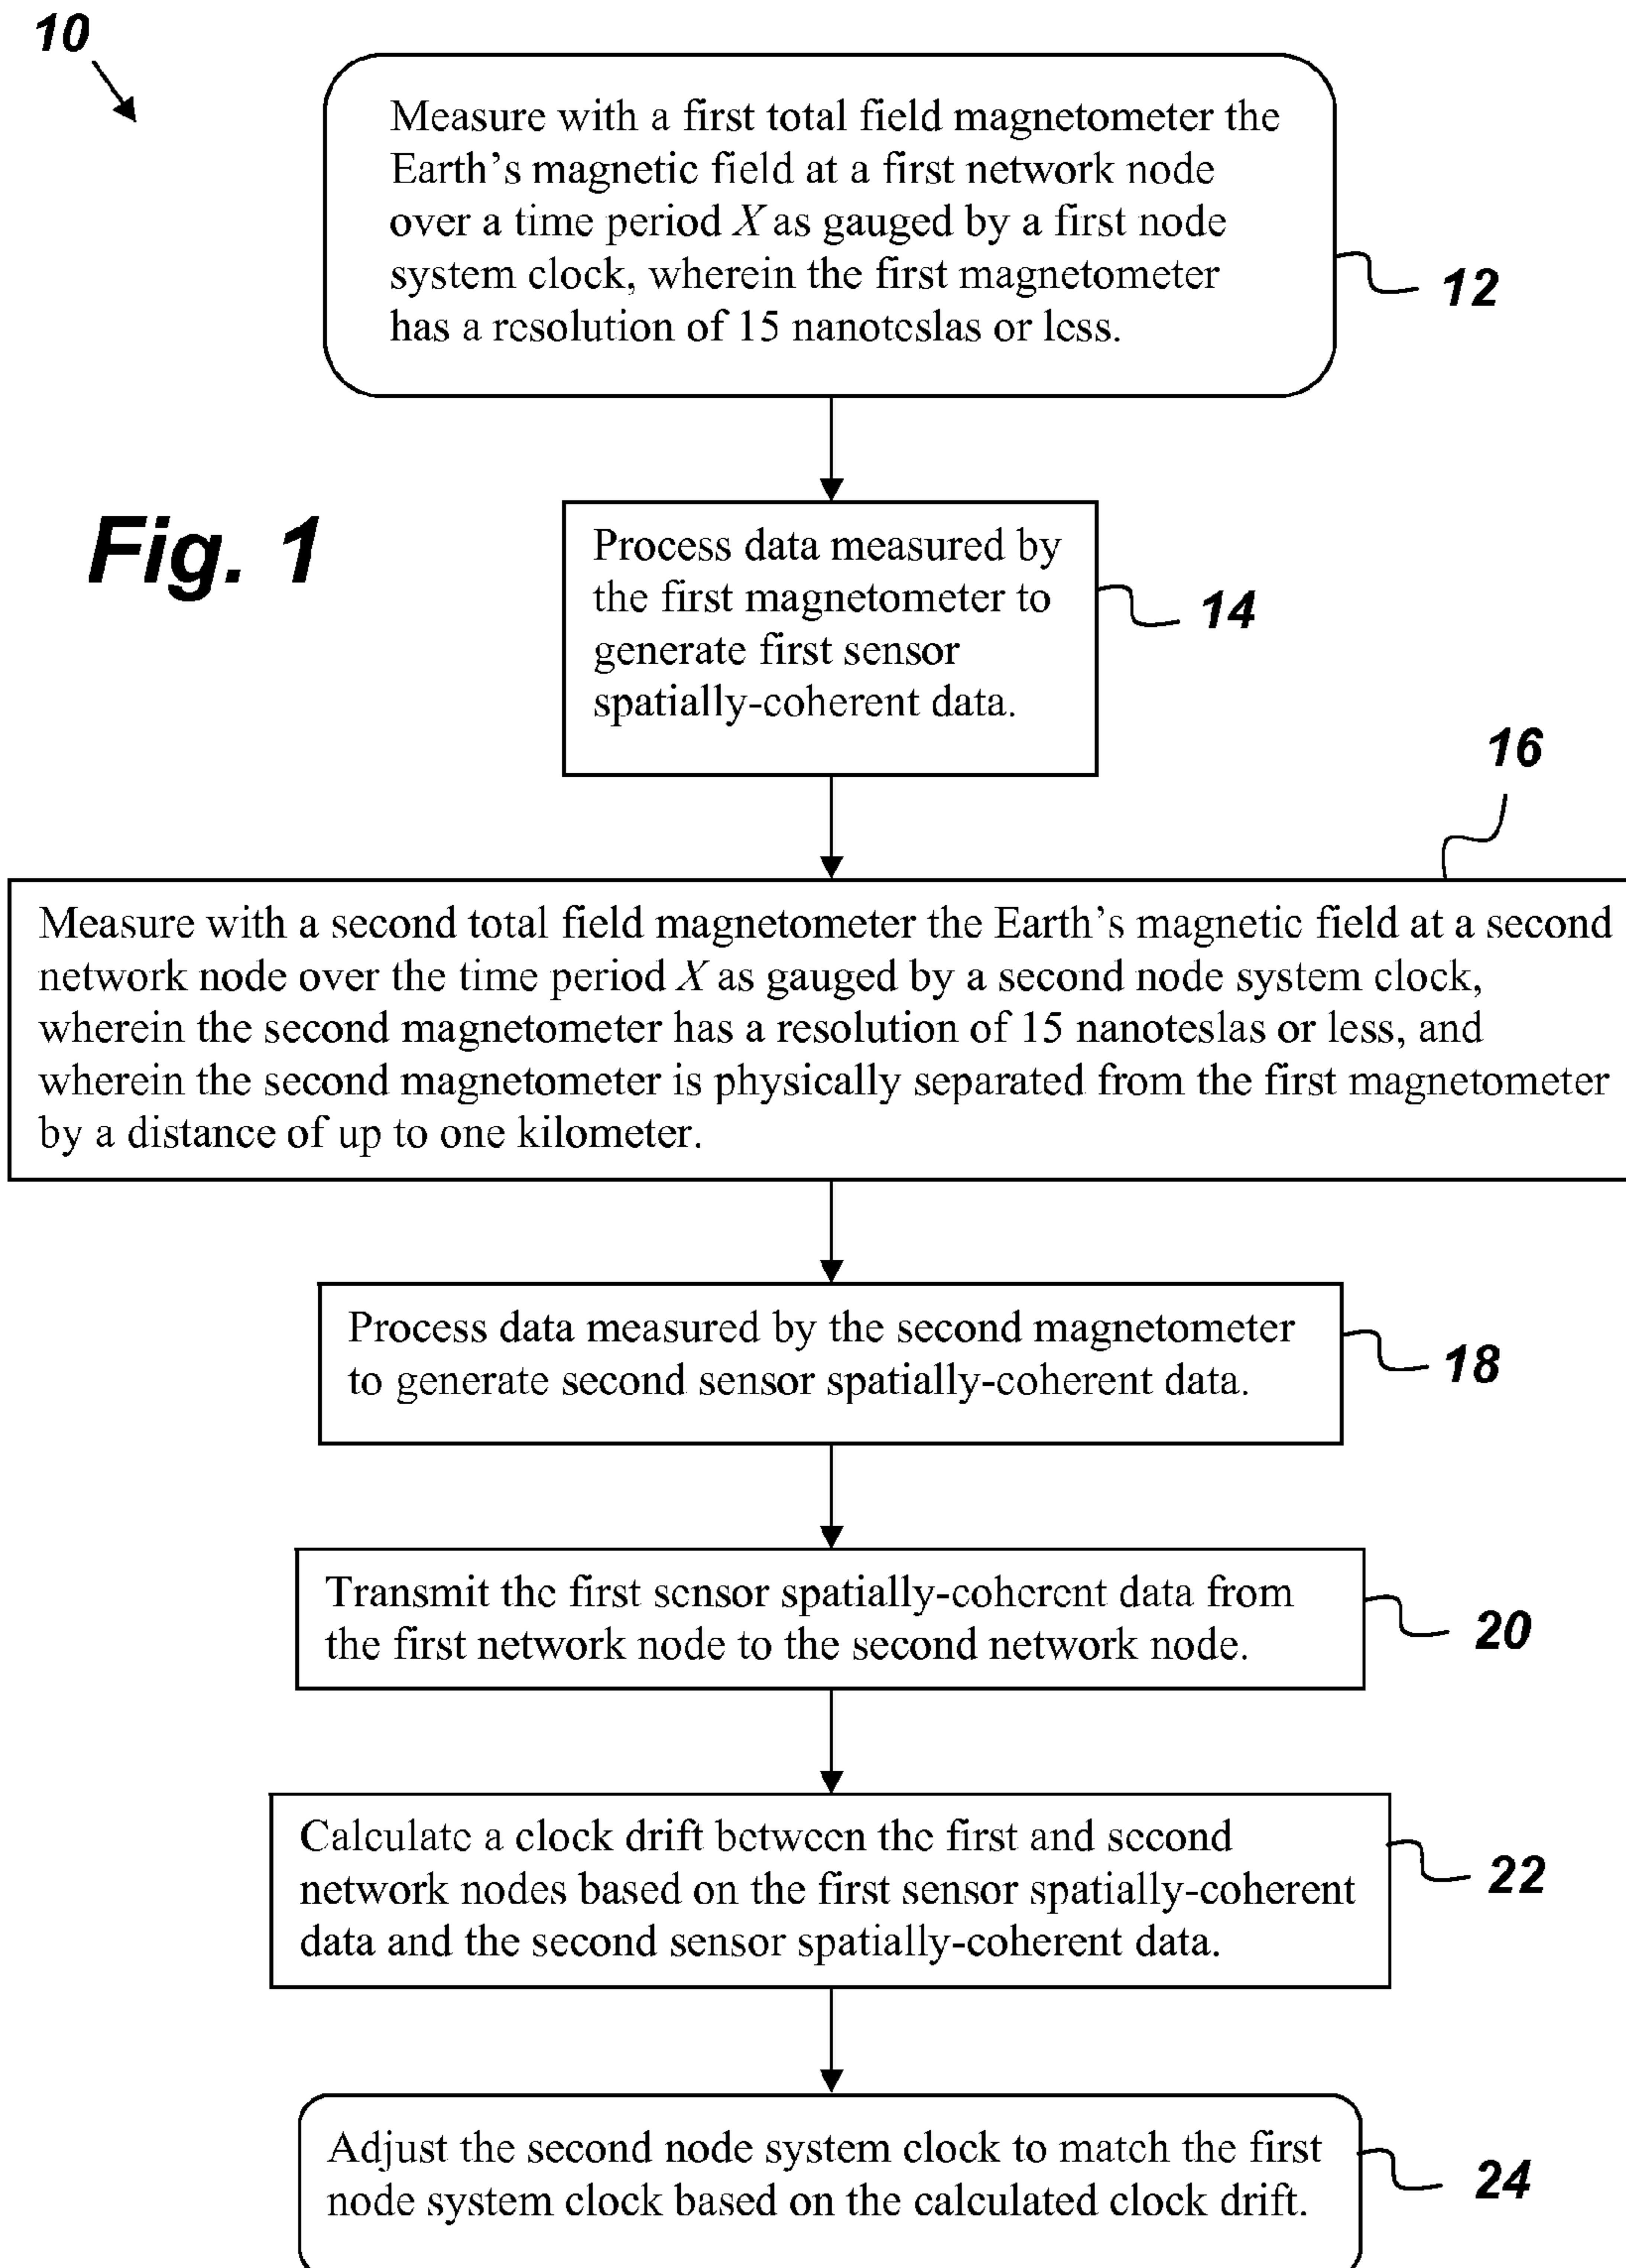 10
Measure with a first total field magnetometer the
Earth's magnetic field at a first network node
over a time period X as gauged by a first node
system clock, wherein the first magnetometer
has a resolution of 15 nanoteslas or less.
12
Fig. 1
Process data measured by
the first magnetometer to
generate first sensor
spatially-coherent data.
14
16
Measure with a second total field magnetometer the Earth's magnetic field at a second
network node over the time period X as gauged by a second node system clock,
wherein the second magnetometer has a resolution of 15 nanoteslas or less, and
wherein the second magnetometer is physically separated from the first magnetometer
by a distance of up to one kilometer.
Process data measured by the second magnetometer
to generate second sensor spatially-coherent data.
18
Transmit the first sensor spatially-coherent data from
the first network node to the second network node.
20
Calculate a clock drift between the first and second
network nodes based on the first sensor spatially-coherent
data and the second sensor spatially-coherent data.
22
Adjust the second node system clock to match the first
node system clock based on the calculated clock drift.
24